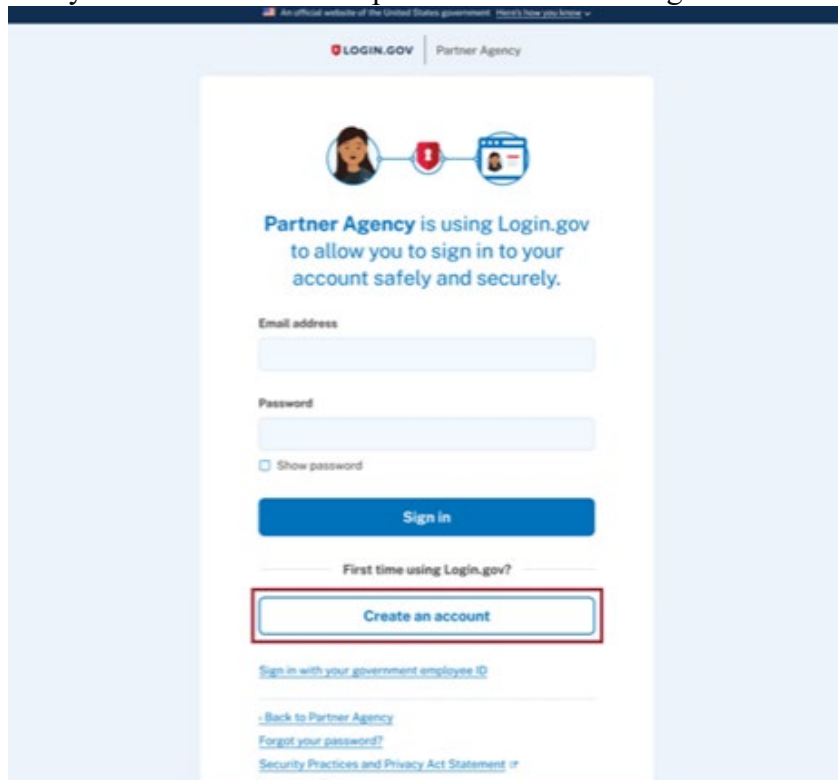 An official website of the United States government Here's how you know
LOGIN.GOV Partner Agency
Partner Agency is using Login.gov
to allow you to sign in to your
account safely and securely.
Email address
Password
Show password
Sign in
First time using Login.gov?
Create an account
Sign in with your government employee ID
‹ Back to Partner Agency
Forgot your password?
Security Practices and Privacy Act Statement